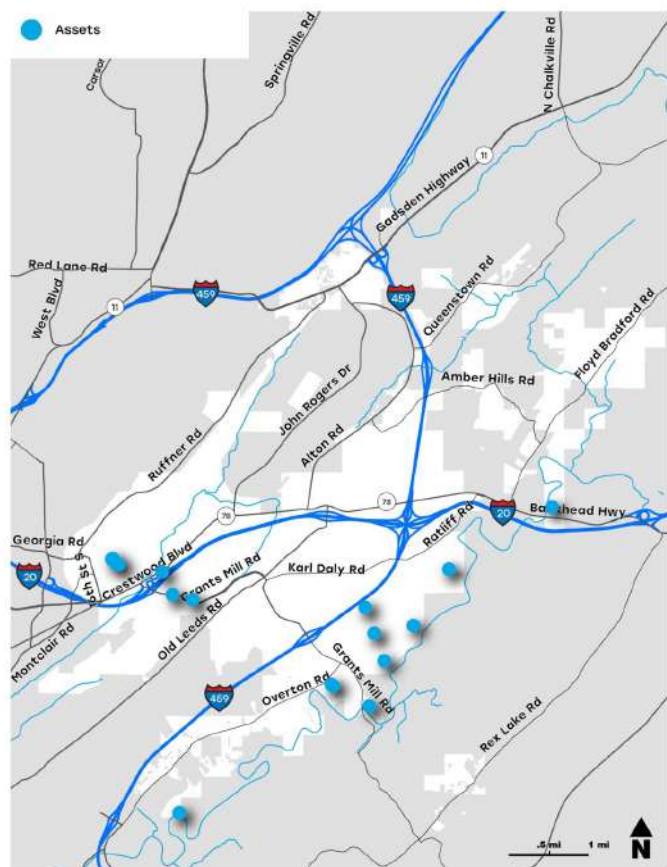 Assets
Carson
Springville Rd
N Chalkville Rd
11
Gadsden Highway
Red Lane Rd
West Blvd
11
459
459
Queenstown Rd
Floyd Bradford Rd
Amber Hills Rd
John Rogers Dr
Ruffner Rd
Alton Rd
78
78
20
Ratliff Rd
Georgia Rd
20
Crestwood Blvd
Grants Mill Rd
Karl Daly Rd
Old Leeds Rd
Montclair Rd
459
Overton Rd
Grants Mill Rd
Rex Lake Rd
.5 mi 1 mi
N